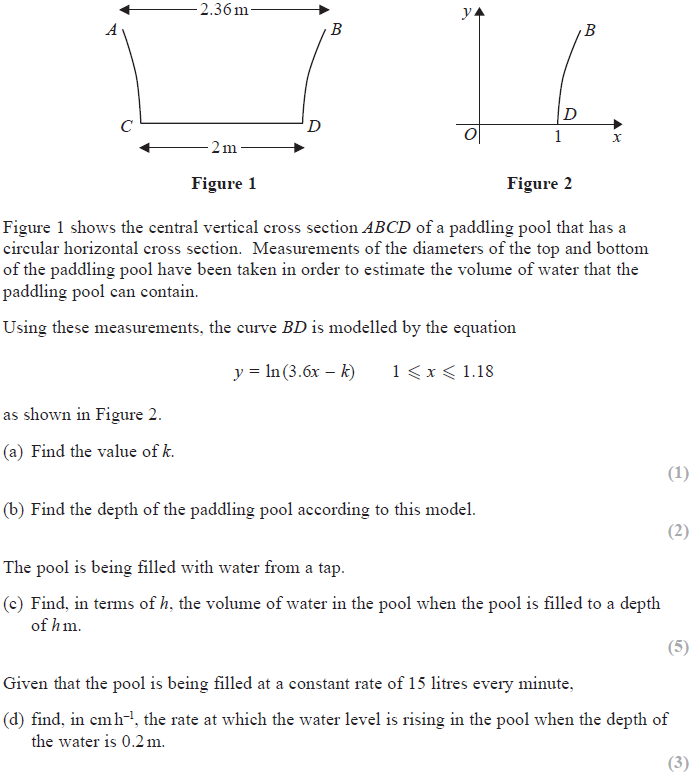 2.36 m
A
B
C
D
2 m
Figure 1
y
B
D
O
1
x
Figure 2
Figure 1 shows the central vertical cross section ABCD of a paddling pool that has a
circular horizontal cross section. Measurements of the diameters of the top and bottom
of the paddling pool have been taken in order to estimate the volume of water that the
paddling pool can contain.
Using these measurements, the curve BD is modelled by the equation
y = ln(3.6x – k) 1 ⩽ x ⩽ 1.18
as shown in Figure 2.
(a) Find the value of k.
(1)
(b) Find the depth of the paddling pool according to this model.
(2)
The pool is being filled with water from a tap.
(c) Find, in terms of h, the volume of water in the pool when the pool is filled to a depth
of h m.
(5)
Given that the pool is being filled at a constant rate of 15 litres every minute,
(d) find, in cm h⁻¹, the rate at which the water level is rising in the pool when the depth of
the water is 0.2 m.
(3)